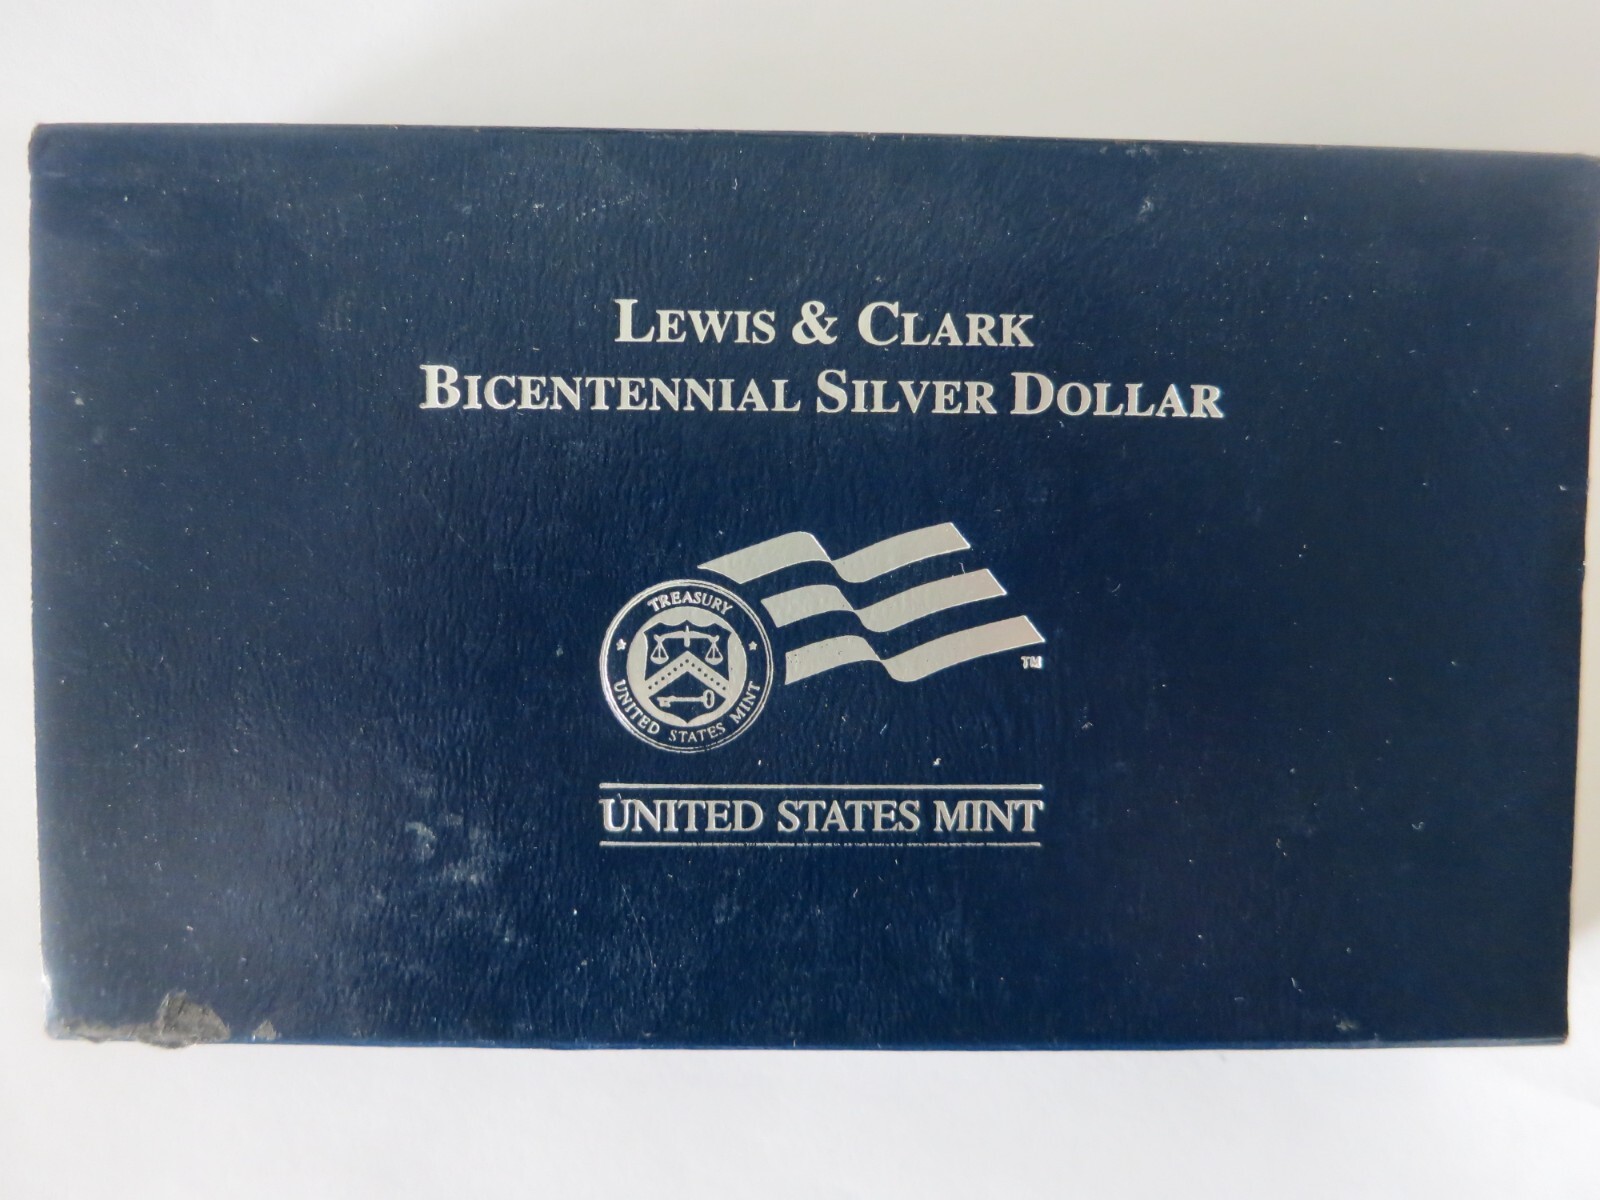 LEWIS & CLARK
BICENTENNIAL SILVER DOLLAR
TREASURY
UNITED STATES MINT
TM
UNITED STATES MINT